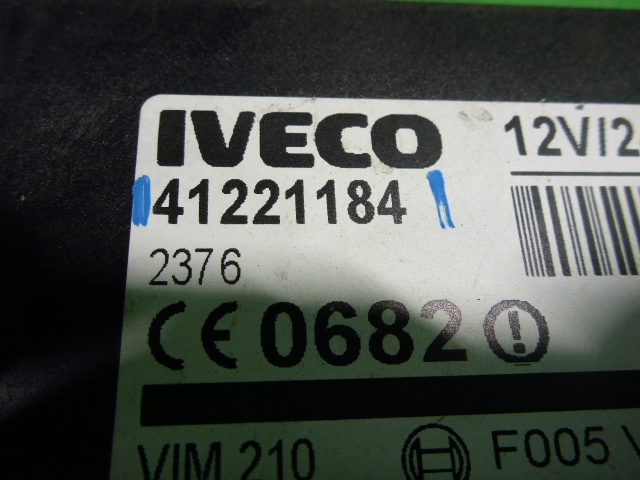 IVECO 12V/2
41221184
2376
CE 0682
VIM 210 F005 V